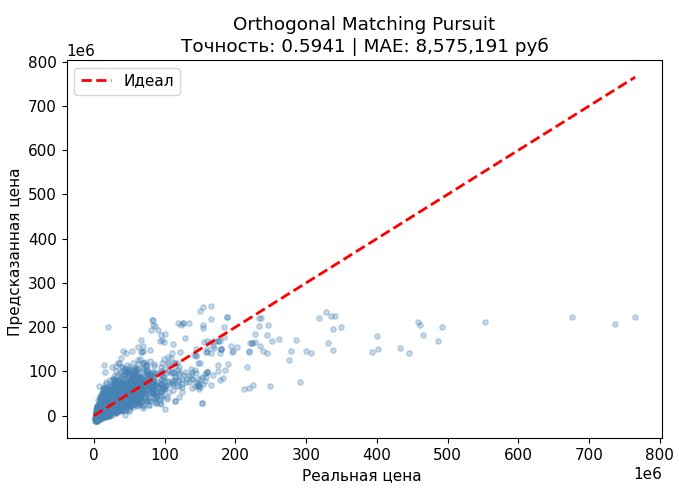 Orthogonal Matching Pursuit
Точность: 0.5941 | MAE: 8,575,191 руб
1e6
800
700
600
500
400
300
200
100
0
Предсказанная цена
Идеал
0 100 200 300 400 500 600 700 800
Реальная цена
1e6